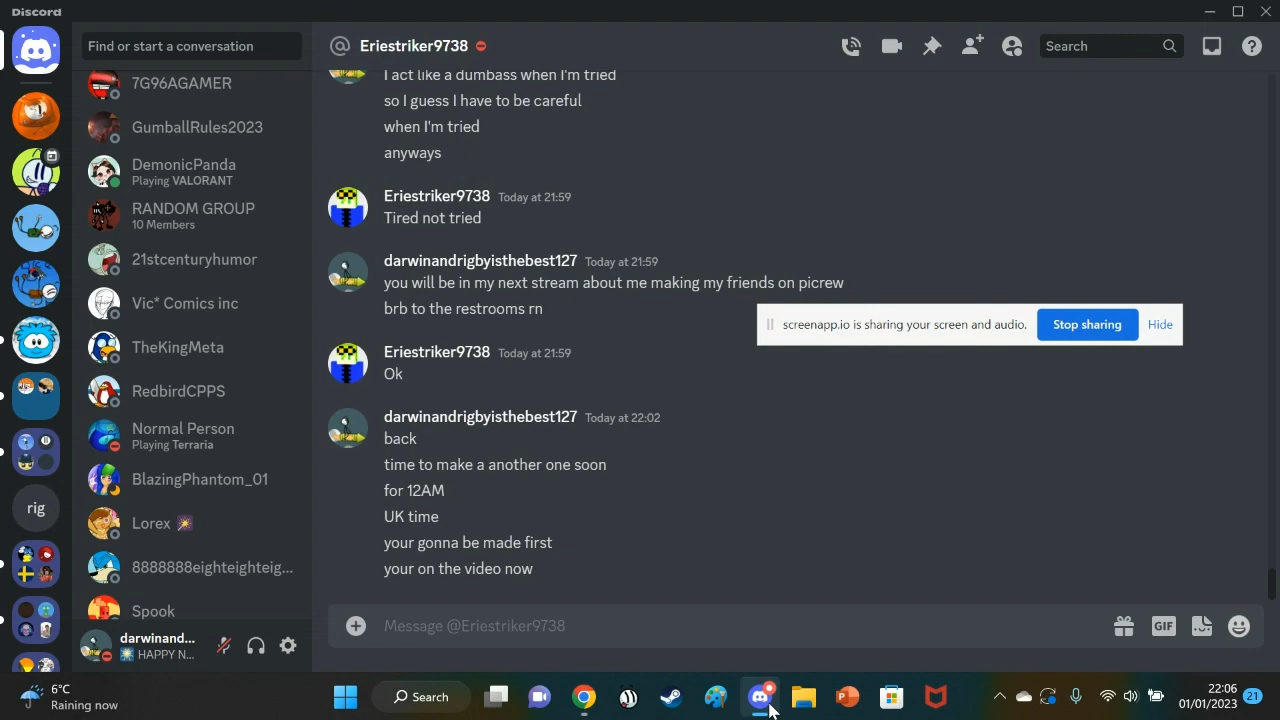 Discord
Find or start a conversation
Eriestriker9738
Search
7G96AGAMER
GumballRules2023
DemonicPanda
Playing VALORANT
RANDOM GROUP
10 Members
21stcenturyhumor
Vic* Comics inc
TheKingMeta
RedbirdCPPS
Normal Person
Playing Terraria
BlazingPhantom_01
Lorex
8888888eighteighteig...
Spook
rig
darwinand...
HAPPY N...
I act like a dumbass when I'm tried
so I guess I have to be careful
when I'm tried
anyways
Eriestriker9738 Today at 21:59
Tired not tried
darwinandrigbyisthebest127 Today at 21:59
you will be in my next stream about me making my friends on picrew
brb to the restrooms rn
screenapp.io is sharing your screen and audio. Stop sharing Hide
Eriestriker9738 Today at 21:59
Ok
darwinandrigbyisthebest127 Today at 22:02
back
time to make a another one soon
for 12AM
UK time
your gonna be made first
your on the video now
Message @Eriestriker9738
GIF
6°C
Raining now
Search
22:06
01/01/2023
21